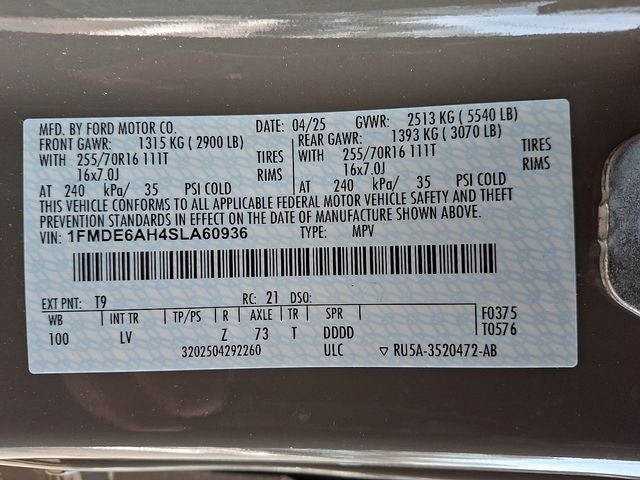 MFD. BY FORD MOTOR CO. DATE: 04/25 GVWR: 2513 KG ( 5540 LB)
FRONT GAWR: 1315 KG ( 2900 LB) REAR GAWR: 1393 KG ( 3070 LB)
WITH 255/70R16 111T TIRES WITH 255/70R16 111T TIRES
16x7.0J RIMS 16x7.0J RIMS
AT 240 kPa/ 35 PSI COLD AT 240 kPa/ 35 PSI COLD
THIS VEHICLE CONFORMS TO ALL APPLICABLE FEDERAL MOTOR VEHICLE SAFETY AND THEFT
PREVENTION STANDARDS IN EFFECT ON THE DATE OF MANUFACTURE SHOWN ABOVE.
VIN: 1FMDE6AH4SLA60936 TYPE: MPV
EXT PNT: T9 RC: 21 DSO:
WB INT TR TP/PS R AXLE TR SPR F0375
100 LV Z 73 T DDDD T0576
3202504292260 ULC ▽ RU5A-3520472-AB